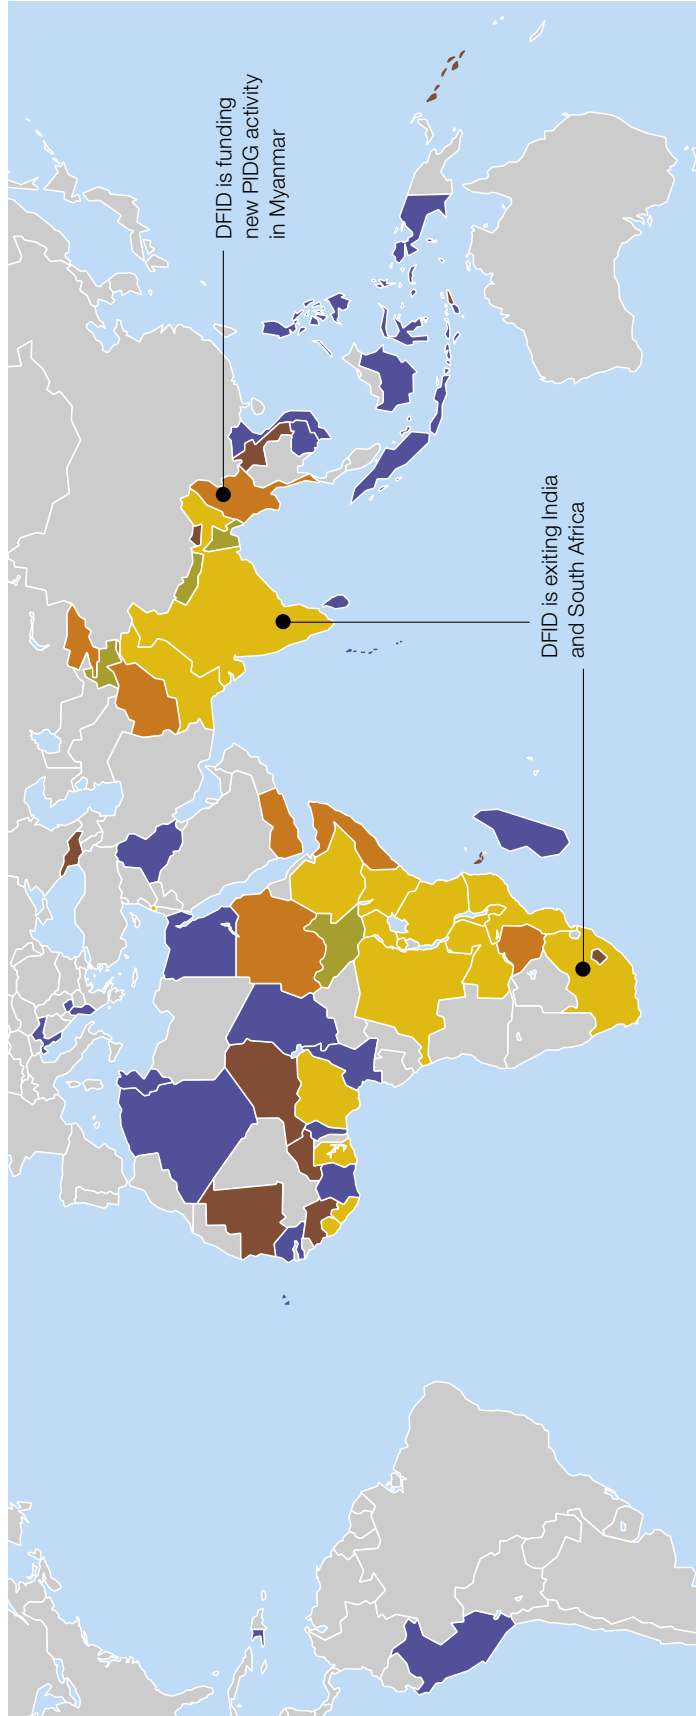 DFID is funding
new PIDG activity
in Myanmar
DFID is exiting India
and South Africa